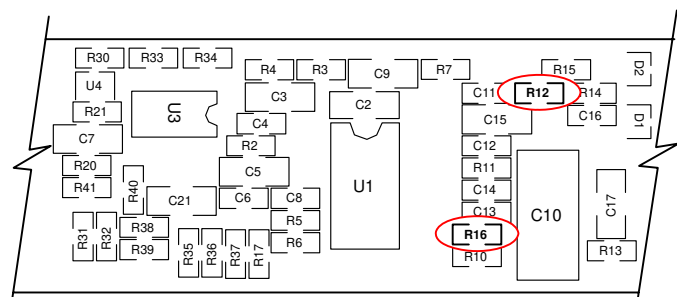 R30 R33 R34 R4 R3 C9 R7 R15 D2
U4 C3 C11 R12 R14
R21 U3 C2 C15 C16 D1
C7 C4
R2 C12
R20 C5 R11
R41 R40 C21 C6 C8 U1 C14 C10 C17
R31 R32 R38 R5 C13
R16
R39 R35 R36 R37 R17 R6 R10 R13